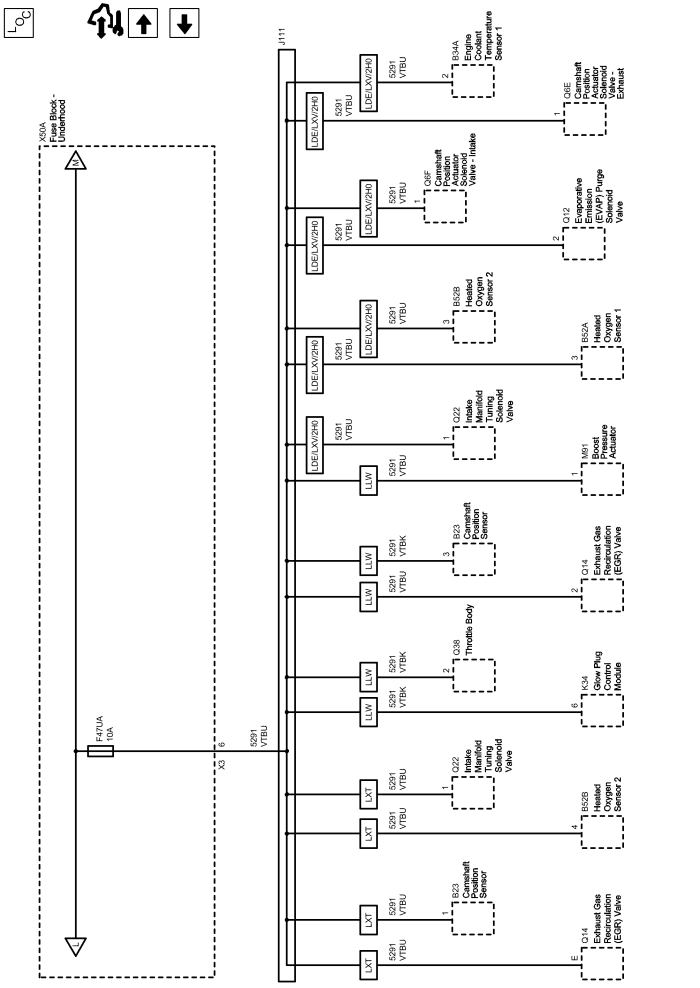 LOC
X50A
Fuse Block -
Underhood
M
L
F47UA
10A
X3
6
5291
VTBU
J111
LDE/LXV/2H0
5291
VTBU
2
B34A
Engine
Coolant
Temperature
Sensor 1
LDE/LXV/2H0
5291
VTBU
1
Q6E
Camshaft
Position
Actuator
Solenoid
Valve -
Exhaust
LDE/LXV/2H0
5291
VTBU
1
Q6F
Camshaft
Position
Actuator
Solenoid
Valve - Intake
LDE/LXV/2H0
5291
VTBU
2
Q12
Evaporative
Emission
(EVAP) Purge
Solenoid
Valve
LDE/LXV/2H0
5291
VTBU
3
B52B
Heated
Oxygen
Sensor 2
LDE/LXV/2H0
5291
VTBU
3
B52A
Heated
Oxygen
Sensor 1
LDE/LXV/2H0
5291
VTBU
1
Q22
Intake
Manifold
Tuning
Solenoid
Valve
LLW
5291
VTBU
1
M91
Boost
Pressure
Actuator
LLW
5291
VTBK
3
B23
Camshaft
Position
Sensor
LLW
5291
VTBU
2
Q14
Exhaust Gas
Recirculation
(EGR) Valve
LLW
5291
VTBK
2
Q38
Throttle Body
LLW
5291
VTBK
6
K34
Glow Plug
Control
Module
LXT
5291
VTBU
1
Q22
Intake
Manifold
Tuning
Solenoid
Valve
LXT
5291
VTBU
4
B52B
Heated
Oxygen
Sensor 2
LXT
5291
VTBU
1
B23
Camshaft
Position
Sensor
LXT
5291
VTBU
E
Q14
Exhaust Gas
Recirculation
(EGR) Valve